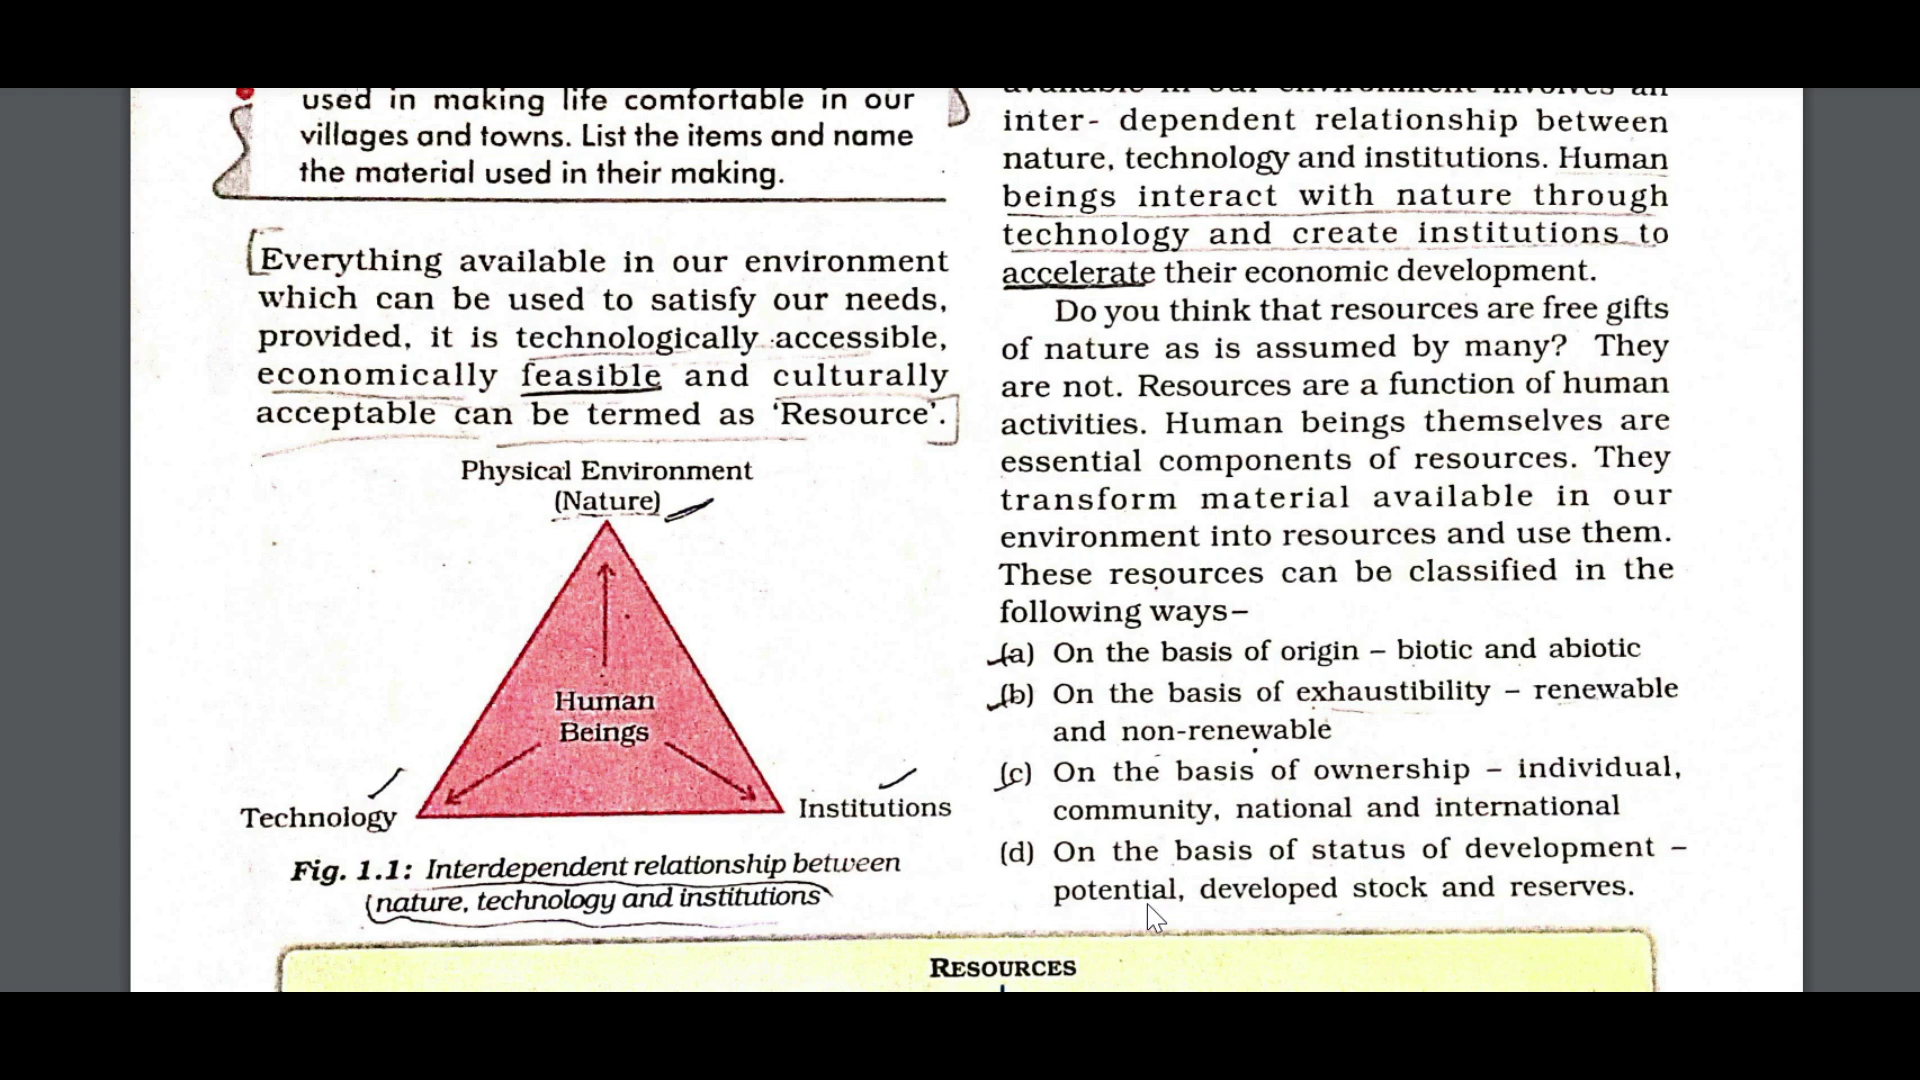 used in making life comfortable in our
villages and towns. List the items and name
the material used in their making.
Everything available in our environment
which can be used to satisfy our needs,
provided, it is technologically accessible,
economically feasible and culturally
acceptable can be termed as ‘Resource’.
Physical Environment
(Nature)
Human
Beings
Technology
Institutions
Fig. 1.1: Interdependent relationship between
nature, technology and institutions
available in our environment involves an
inter- dependent relationship between
nature, technology and institutions. Human
beings interact with nature through
technology and create institutions to
accelerate their economic development.
Do you think that resources are free gifts
of nature as is assumed by many? They
are not. Resources are a function of human
activities. Human beings themselves are
essential components of resources. They
transform material available in our
environment into resources and use them.
These resources can be classified in the
following ways–
(a) On the basis of origin – biotic and abiotic
(b) On the basis of exhaustibility – renewable
and non-renewable
(c) On the basis of ownership – individual,
community, national and international
(d) On the basis of status of development –
potential, developed stock and reserves.
RESOURCES